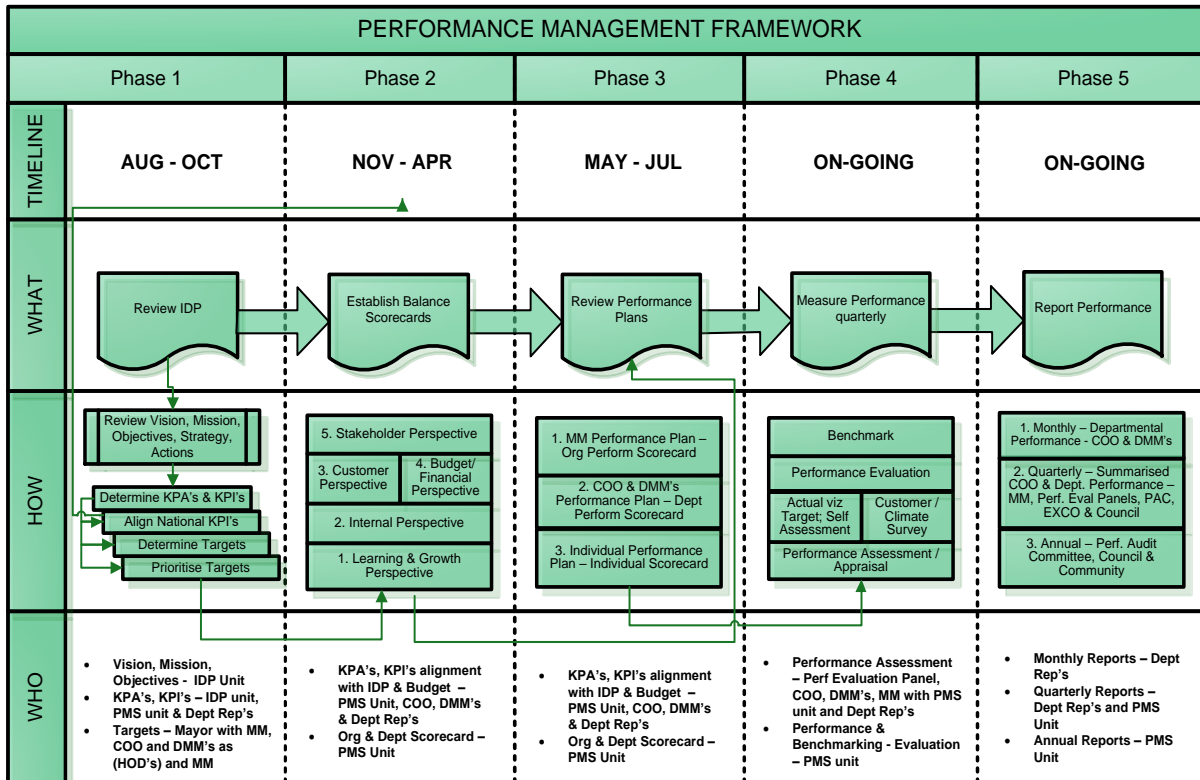 PERFORMANCE MANAGEMENT FRAMEWORK
Phase 1
Phase 2
Phase 3
Phase 4
Phase 5
TIMELINE
AUG - OCT
NOV - APR
MAY - JUL
ON-GOING
ON-GOING
WHAT
Review IDP
Establish Balance
Scorecards
Review Performance
Plans
Measure Performance
quarterly
Report Performance
HOW
Review Vision, Mission,
Objectives, Strategy,
Actions
Determine KPA's & KPI's
Align National KPI's
Determine Targets
Prioritise Targets
5. Stakeholder Perspective
3. Customer
Perspective
4. Budget/
Financial
Perspective
2. Internal Perspective
1. Learning & Growth
Perspective
1. MM Performance Plan –
Org Perform Scorecard
2. COO & DMM's
Performance Plan - Dept
Perform Scorecard
3. Individual Performance
Plan – Individual Scorecard
Benchmark
Performance Evaluation
Actual viz
Target; Self
Assessment
Customer /
Climate
Survey
Performance Assessment /
Appraisal
1. Monthly – Departmental
Performance - COO & DMM's
2. Quarterly – Summarised
COO & Dept. Performance –
MM, Perf. Eval Panels, PAC,
EXCO & Council
3. Annual – Perf. Audit
Committee, Council &
Community
WHO
• Vision, Mission,
Objectives - IDP Unit
• KPA's, KPI's – IDP unit,
PMS unit & Dept Rep's
• Targets – Mayor with MM,
COO and DMM's as
(HOD's) and MM
• KPA's, KPI's alignment
with IDP & Budget –
PMS Unit, COO, DMM's
& Dept Rep's
• Org & Dept Scorecard –
PMS Unit
• KPA's, KPI's alignment
with IDP & Budget –
PMS Unit, COO, DMM's
& Dept Rep's
• Org & Dept Scorecard –
PMS Unit
• Performance Assessment
– Perf Evaluation Panel,
COO, DMM's, MM with PMS
unit and Dept Rep's
• Performance &
Benchmarking - Evaluation
– PMS unit
• Monthly Reports – Dept
Rep's
• Quarterly Reports –
Dept Rep's and PMS
Unit
• Annual Reports – PMS
Unit